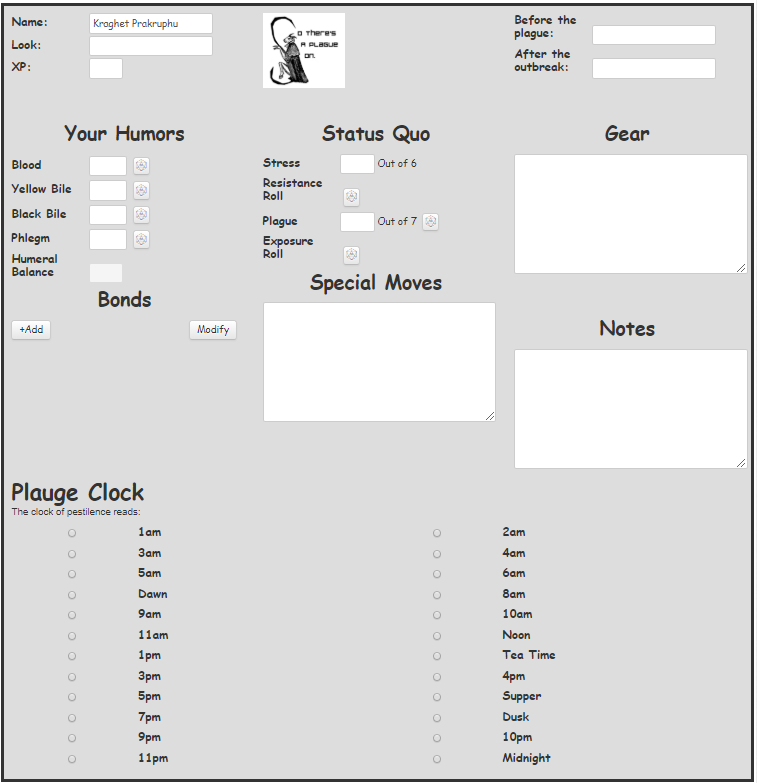 Name:
Kraghet Prakruphu
Look:
XP:
O THERE'S
A PLAGUE
ON.
Before the
plague:
After the
outbreak:
Your Humors
Blood
Yellow Bile
Black Bile
Phlegm
Humeral
Balance
Bonds
+Add
Modify
Status Quo
Stress
Out of 6
Resistance
Roll
Plague
Out of 7
Exposure
Roll
Special Moves
Gear
Notes
Plauge Clock
The clock of pestilence reads:
1am
2am
3am
4am
5am
6am
Dawn
8am
9am
10am
11am
Noon
1pm
Tea Time
3pm
4pm
5pm
Supper
7pm
Dusk
9pm
10pm
11pm
Midnight